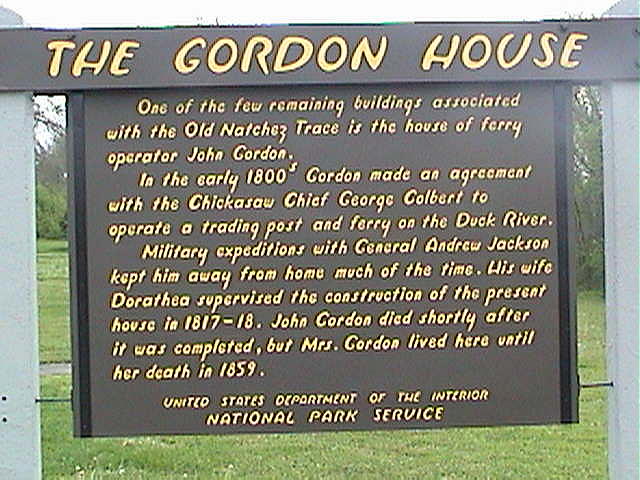 THE GORDON HOUSE
One of the few remaining buildings associated
with the Old Natchez Trace is the house of ferry
operator John Gordon.
In the early 1800s Gordon made an agreement
with the Chickasaw Chief George Colbert to
operate a trading post and ferry on the Duck River.
Military expeditions with General Andrew Jackson
kept him away from home much of the time. His wife
Dorathea supervised the construction of the present
house in 1817-18. John Gordon died shortly after
it was completed, but Mrs. Gordon lived here until
her death in 1859.
UNITED STATES DEPARTMENT OF THE INTERIOR
NATIONAL PARK SERVICE